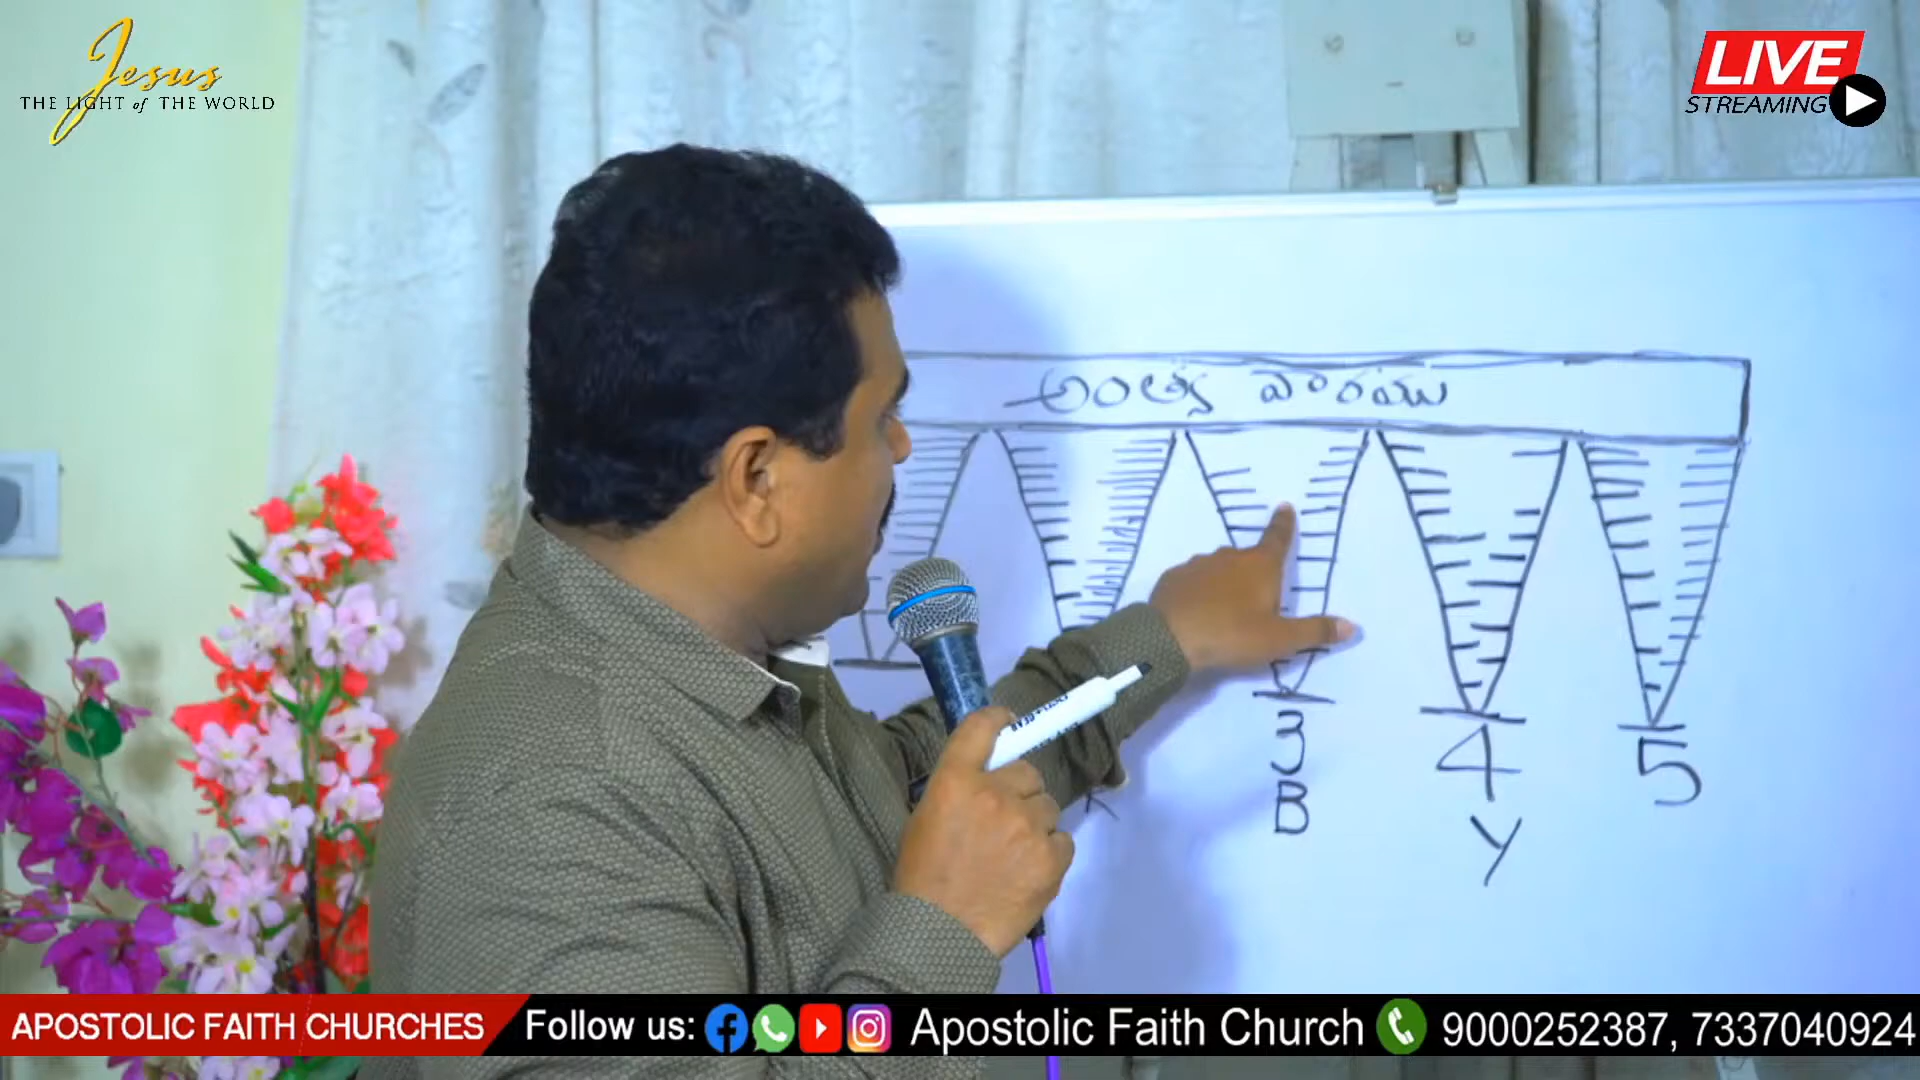 Jesus
THE LIGHT of THE WORLD
LIVE
STREAMING
అంత్య వారము
3
B
4
Y
5
APOSTOLIC FAITH CHURCHES
Follow us:
Apostolic Faith Church
9000252387, 7337040924